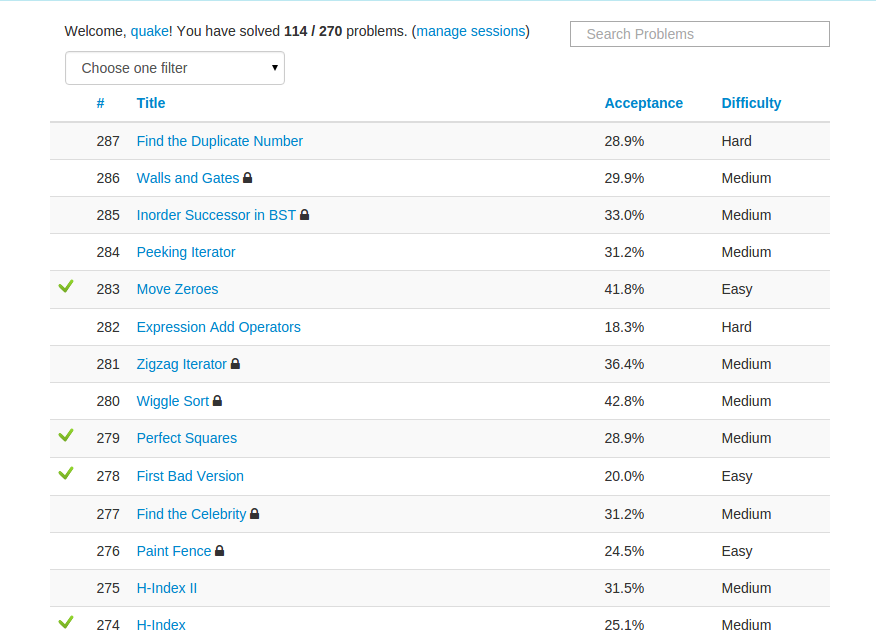 Welcome, quake! You have solved 114 / 270 problems. (manage sessions)
Search Problems
Choose one filter
# Title Acceptance Difficulty
287 Find the Duplicate Number 28.9% Hard
286 Walls and Gates 29.9% Medium
285 Inorder Successor in BST 33.0% Medium
284 Peeking Iterator 31.2% Medium
283 Move Zeroes 41.8% Easy
282 Expression Add Operators 18.3% Hard
281 Zigzag Iterator 36.4% Medium
280 Wiggle Sort 42.8% Medium
279 Perfect Squares 28.9% Medium
278 First Bad Version 20.0% Easy
277 Find the Celebrity 31.2% Medium
276 Paint Fence 24.5% Easy
275 H-Index II 31.5% Medium
274 H-Index 25.1% Medium